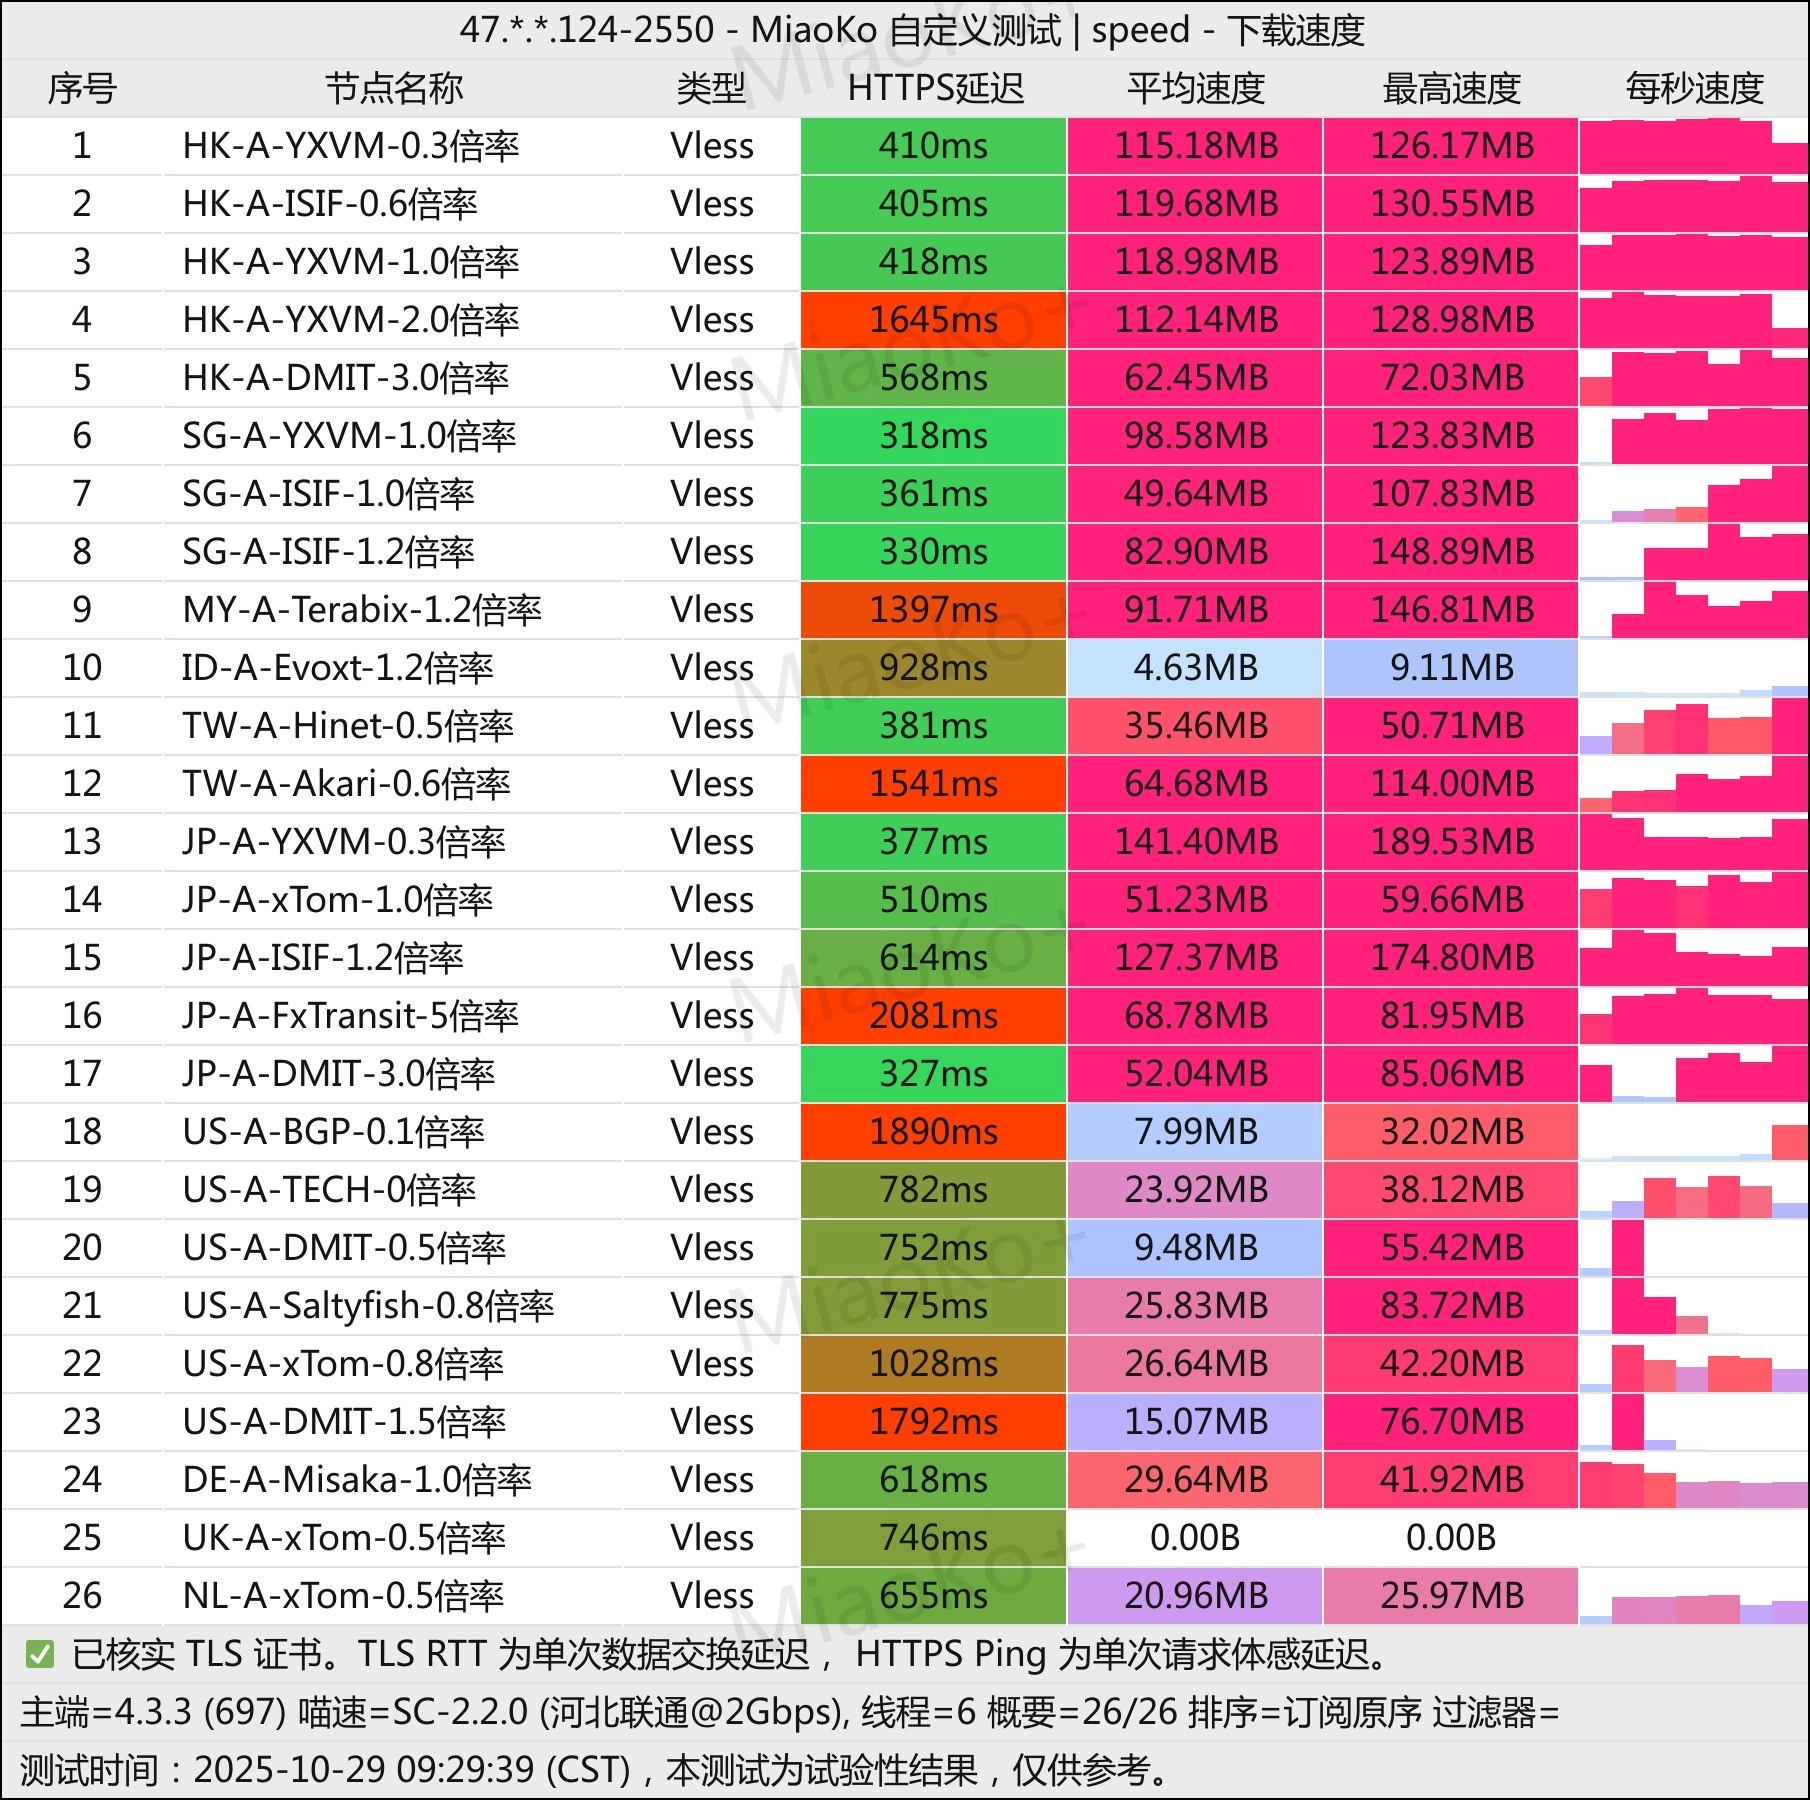 47.*.*.124-2550 - MiaoKo 自定义测试 | speed - 下载速度
序号 节点名称 类型 HTTPS延迟 平均速度 最高速度 每秒速度
1 HK-A-YXVM-0.3倍率 Vless 410ms 115.18MB 126.17MB
2 HK-A-ISIF-0.6倍率 Vless 405ms 119.68MB 130.55MB
3 HK-A-YXVM-1.0倍率 Vless 418ms 118.98MB 123.89MB
4 HK-A-YXVM-2.0倍率 Vless 1645ms 112.14MB 128.98MB
5 HK-A-DMIT-3.0倍率 Vless 568ms 62.45MB 72.03MB
6 SG-A-YXVM-1.0倍率 Vless 318ms 98.58MB 123.83MB
7 SG-A-ISIF-1.0倍率 Vless 361ms 49.64MB 107.83MB
8 SG-A-ISIF-1.2倍率 Vless 330ms 82.90MB 148.89MB
9 MY-A-Terabix-1.2倍率 Vless 1397ms 91.71MB 146.81MB
10 ID-A-Evoxt-1.2倍率 Vless 928ms 4.63MB 9.11MB
11 TW-A-Hinet-0.5倍率 Vless 381ms 35.46MB 50.71MB
12 TW-A-Akari-0.6倍率 Vless 1541ms 64.68MB 114.00MB
13 JP-A-YXVM-0.3倍率 Vless 377ms 141.40MB 189.53MB
14 JP-A-xTom-1.0倍率 Vless 510ms 51.23MB 59.66MB
15 JP-A-ISIF-1.2倍率 Vless 614ms 127.37MB 174.80MB
16 JP-A-FxTransit-5倍率 Vless 2081ms 68.78MB 81.95MB
17 JP-A-DMIT-3.0倍率 Vless 327ms 52.04MB 85.06MB
18 US-A-BGP-0.1倍率 Vless 1890ms 7.99MB 32.02MB
19 US-A-TECH-0倍率 Vless 782ms 23.92MB 38.12MB
20 US-A-DMIT-0.5倍率 Vless 752ms 9.48MB 55.42MB
21 US-A-Saltyfish-0.8倍率 Vless 775ms 25.83MB 83.72MB
22 US-A-xTom-0.8倍率 Vless 1028ms 26.64MB 42.20MB
23 US-A-DMIT-1.5倍率 Vless 1792ms 15.07MB 76.70MB
24 DE-A-Misaka-1.0倍率 Vless 618ms 29.64MB 41.92MB
25 UK-A-xTom-0.5倍率 Vless 746ms 0.00B 0.00B
26 NL-A-xTom-0.5倍率 Vless 655ms 20.96MB 25.97MB
✅ 已核实 TLS 证书。TLS RTT 为单次数据交换延迟， HTTPS Ping 为单次请求体感延迟。
主端=4.3.3 (697) 喵速=SC-2.2.0 (河北联通@2Gbps), 线程=6 概要=26/26 排序=订阅原序 过滤器=
测试时间：2025-10-29 09:29:39 (CST)，本测试为试验性结果，仅供参考。
MiaoKo+
MiaoKo+
MiaoKo+
MiaoKo+
MiaoKo+
MiaoKo+